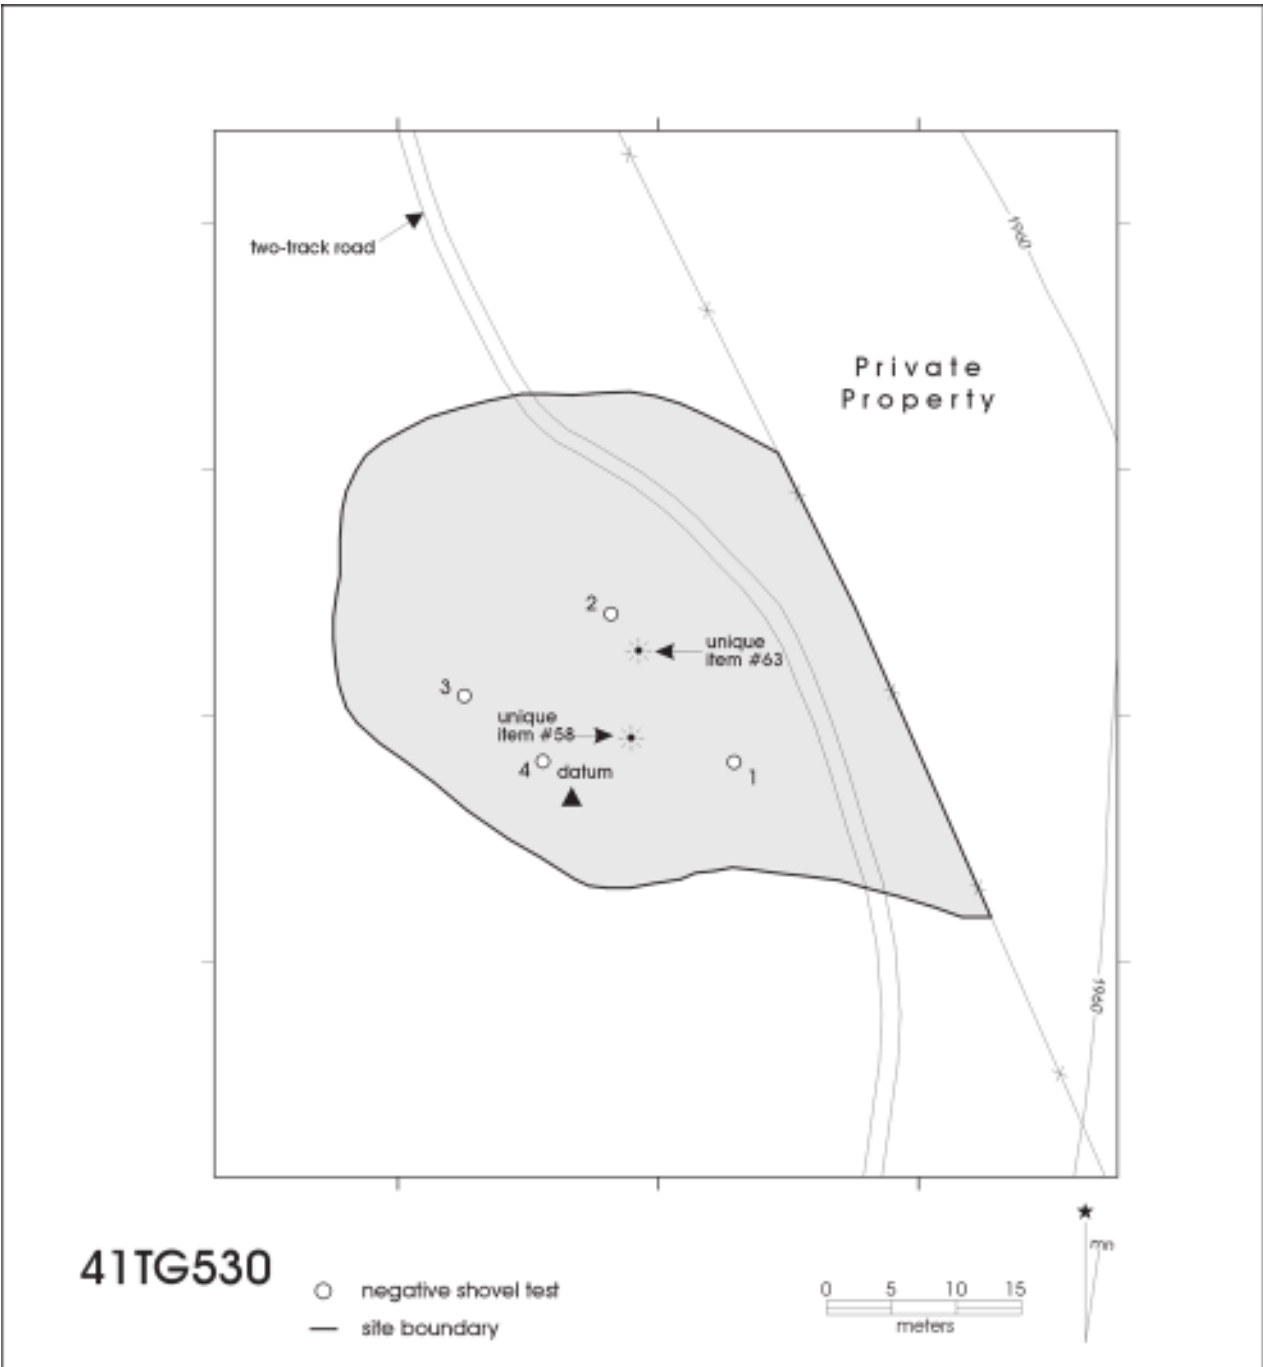 two-track road
1960
Private
Property
2
unique
item #63
3
unique
item #58
4
datum
1
1960
mn
41TG530
negative shovel test
site boundary
0 5 10 15
meters